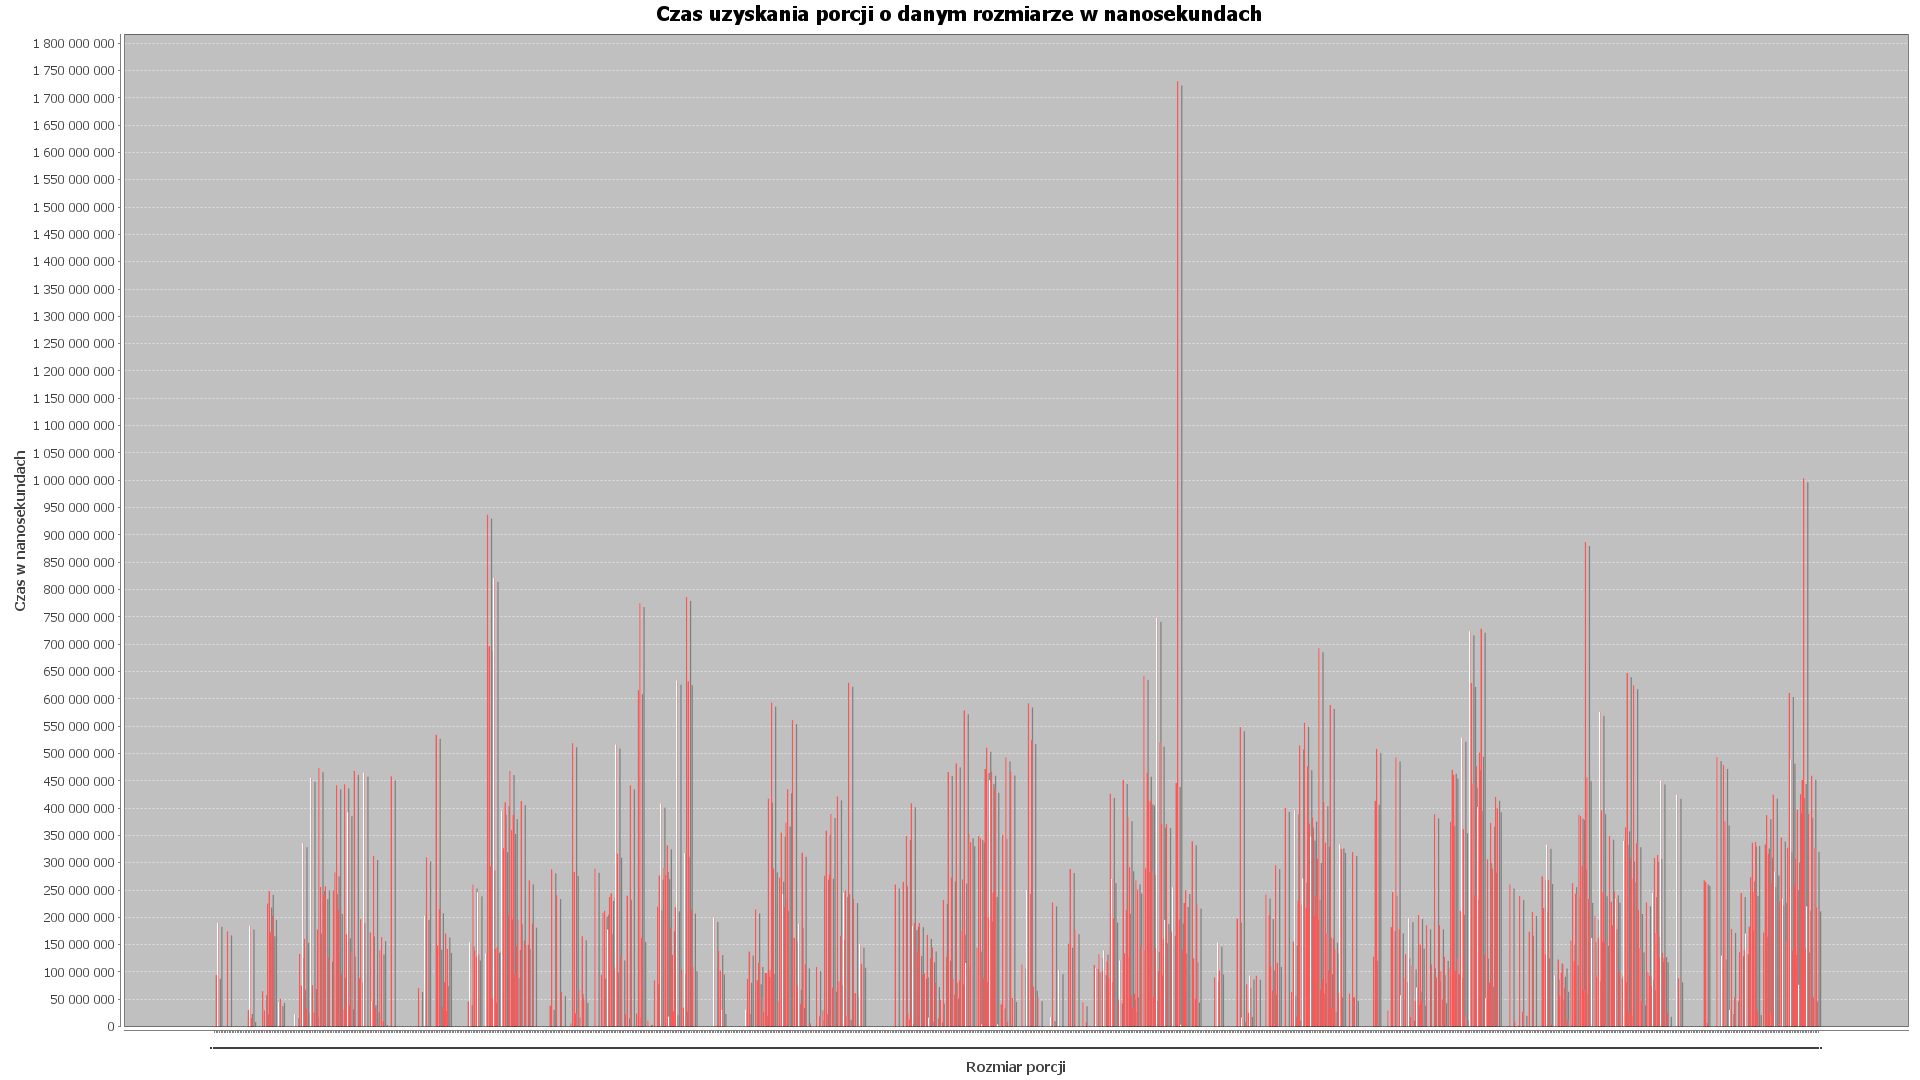 Czas uzyskania porcji o danym rozmiarze w nanosekundach
1 800 000 000
1 750 000 000
1 700 000 000
1 650 000 000
1 600 000 000
1 550 000 000
1 500 000 000
1 450 000 000
1 400 000 000
1 350 000 000
1 300 000 000
1 250 000 000
1 200 000 000
1 150 000 000
1 100 000 000
1 050 000 000
1 000 000 000
950 000 000
900 000 000
850 000 000
800 000 000
750 000 000
700 000 000
650 000 000
600 000 000
550 000 000
500 000 000
450 000 000
400 000 000
350 000 000
300 000 000
250 000 000
200 000 000
150 000 000
100 000 000
50 000 000
0
Czas w nanosekundach
Rozmiar porcji